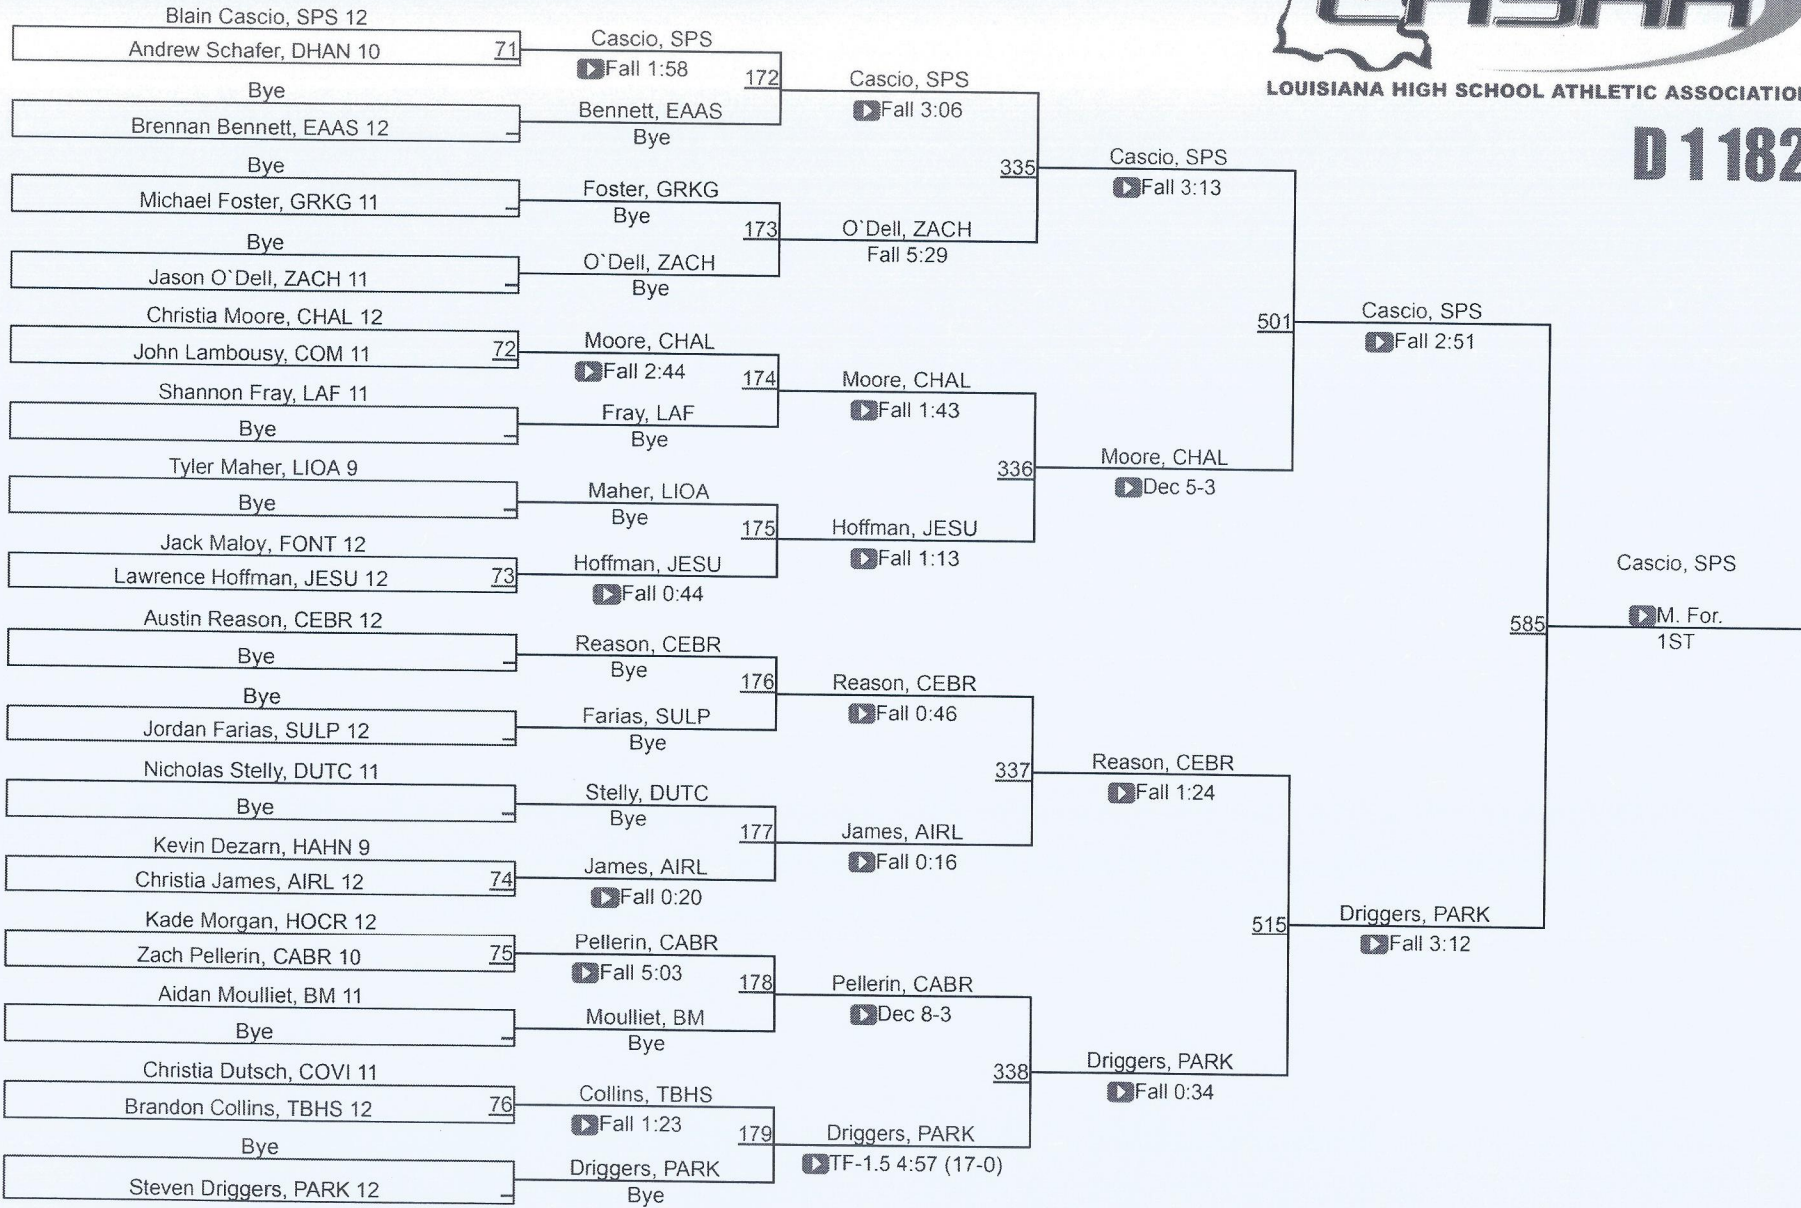 LHSAA
LOUISIANA HIGH SCHOOL ATHLETIC ASSOCIATION
D 1 182
Blain Cascio, SPS 12
Andrew Schafer, DHAN 10 71
Bye
Brennan Bennett, EAAS 12
Bye
Michael Foster, GRKG 11
Bye
Jason O`Dell, ZACH 11
Christia Moore, CHAL 12
John Lambousy, COM 11 72
Shannon Fray, LAF 11
Bye
Tyler Maher, LIOA 9
Bye
Jack Maloy, FONT 12
Lawrence Hoffman, JESU 12 73
Austin Reason, CEBR 12
Bye
Bye
Jordan Farias, SULP 12
Nicholas Stelly, DUTC 11
Bye
Kevin Dezarn, HAHN 9
Christia James, AIRL 12 74
Kade Morgan, HOCR 12
Zach Pellerin, CABR 10 75
Aidan Moulliet, BM 11
Bye
Christia Dutsch, COVI 11
Brandon Collins, TBHS 12 76
Bye
Steven Driggers, PARK 12
Cascio, SPS
Fall 1:58
172
Bennett, EAAS
Bye
Foster, GRKG
Bye
173
O`Dell, ZACH
Bye
Moore, CHAL
Fall 2:44
174
Fray, LAF
Bye
Maher, LIOA
Bye
175
Hoffman, JESU
Fall 0:44
Reason, CEBR
Bye
176
Farias, SULP
Bye
Stelly, DUTC
Bye
177
James, AIRL
Fall 0:20
Pellerin, CABR
Fall 5:03
178
Moulliet, BM
Bye
Collins, TBHS
Fall 1:23
179
Driggers, PARK
Bye
Cascio, SPS
Fall 3:06
335
O`Dell, ZACH
Fall 5:29
Moore, CHAL
Fall 1:43
336
Hoffman, JESU
Fall 1:13
Reason, CEBR
Fall 0:46
337
James, AIRL
Fall 0:16
Pellerin, CABR
Dec 8-3
338
Driggers, PARK
TF-1.5 4:57 (17-0)
Cascio, SPS
Fall 3:13
501
Moore, CHAL
Dec 5-3
Reason, CEBR
Fall 1:24
515
Driggers, PARK
Fall 0:34
Cascio, SPS
Fall 2:51
585
Driggers, PARK
Fall 3:12
Cascio, SPS
M. For.
1ST